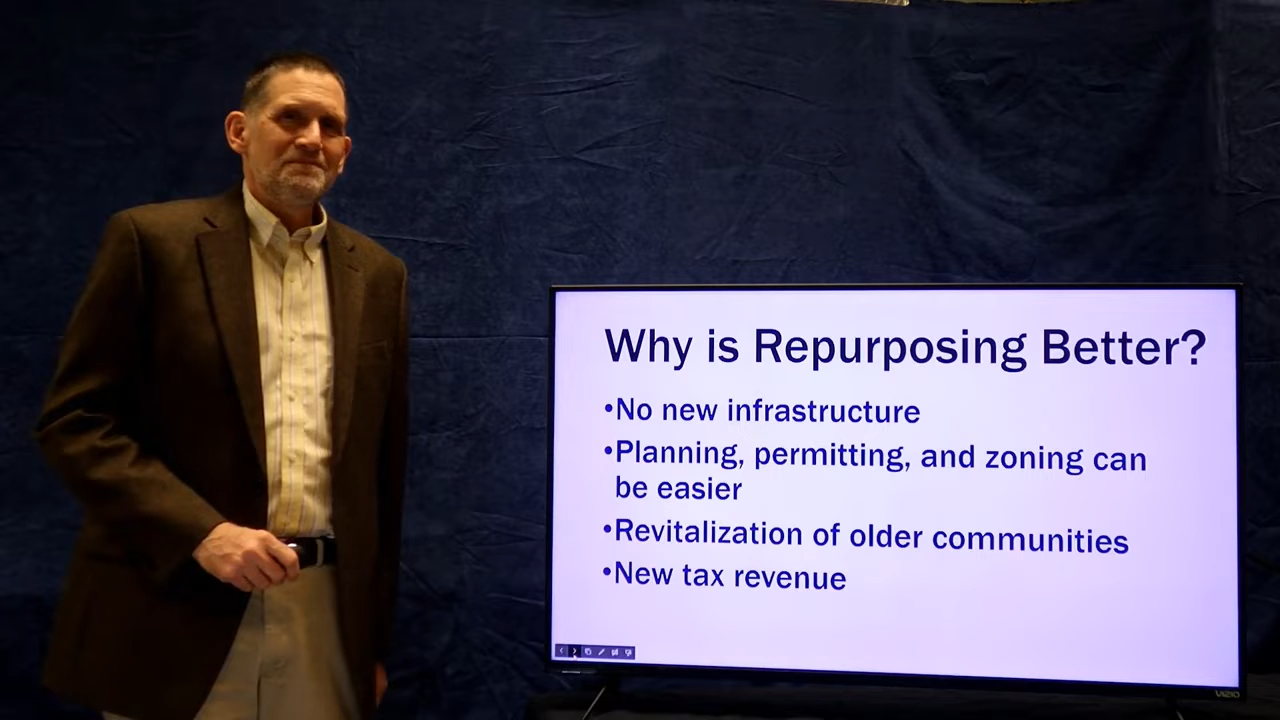 Why is Repurposing Better?
•No new infrastructure
•Planning, permitting, and zoning can
be easier
•Revitalization of older communities
•New tax revenue
VIZIO